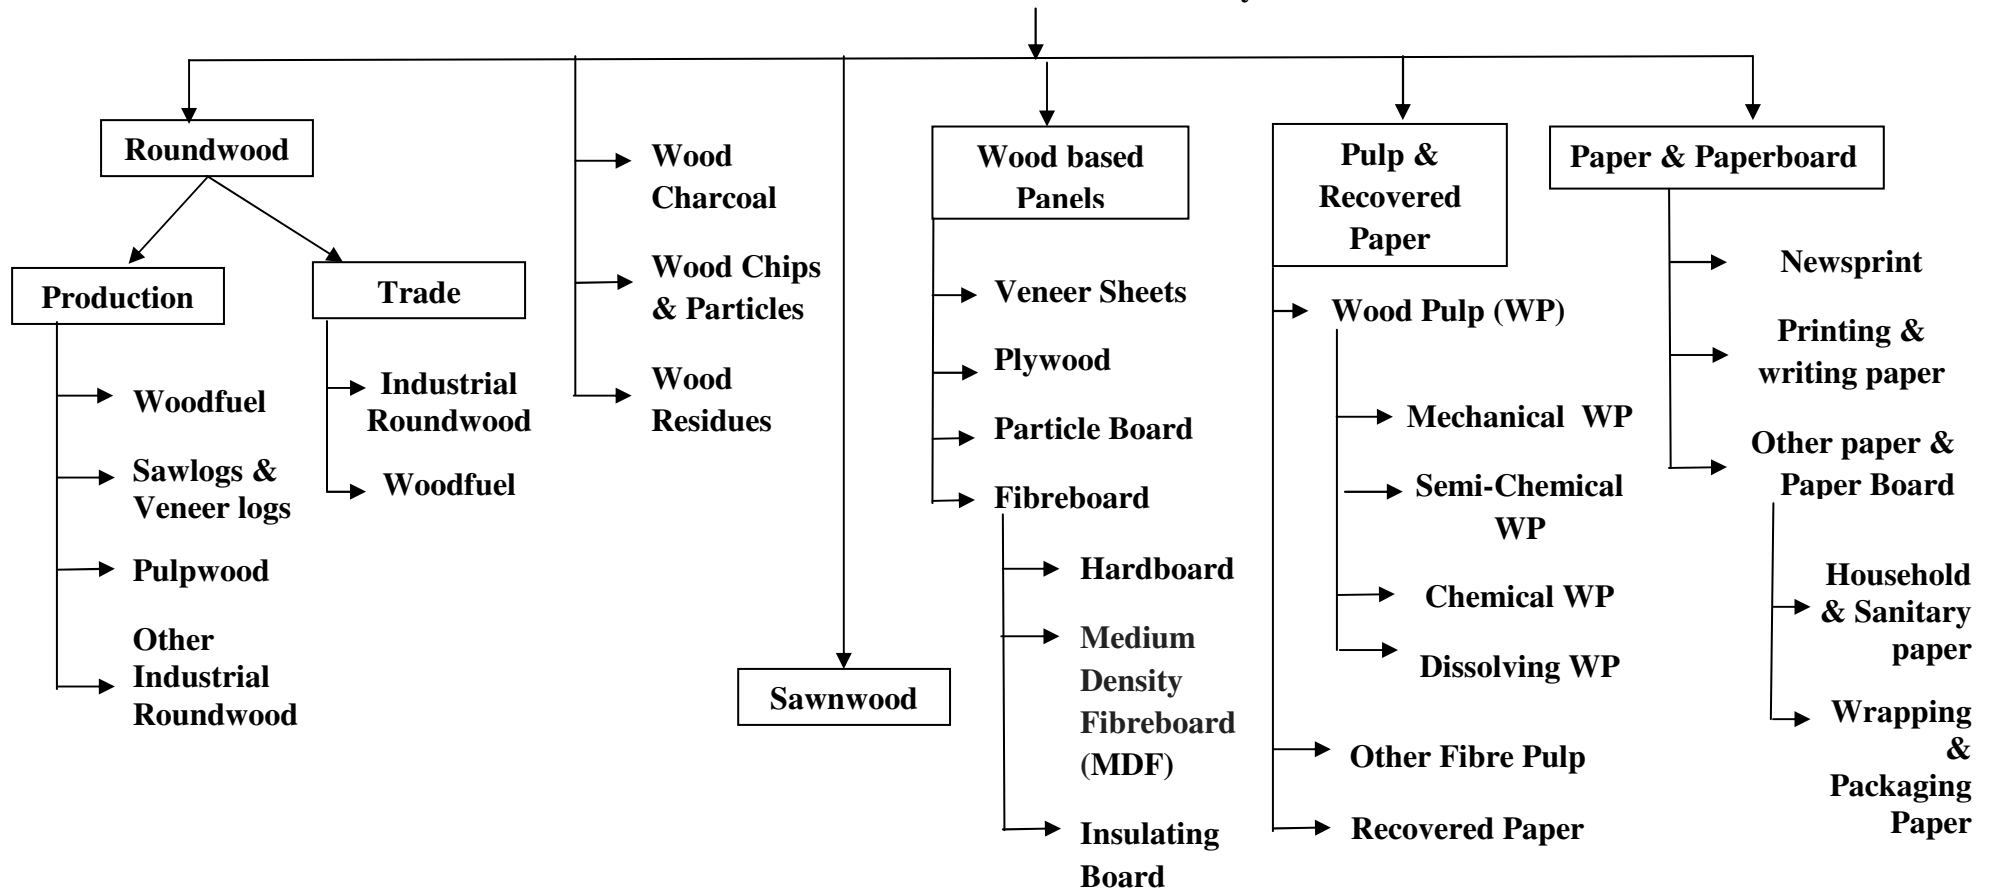 Roundwood
Production
Woodfuel
Sawlogs &
Veneer logs
Pulpwood
Other
Industrial
Roundwood
Trade
Industrial
Roundwood
Woodfuel
Wood
Charcoal
Wood Chips
& Particles
Wood
Residues
Sawnwood
Wood based
Panels
Veneer Sheets
Plywood
Particle Board
Fibreboard
Hardboard
Medium
Density
Fibreboard
(MDF)
Insulating
Board
Pulp &
Recovered
Paper
Wood Pulp (WP)
Mechanical WP
Semi-Chemical
WP
Chemical WP
Dissolving WP
Other Fibre Pulp
Recovered Paper
Paper & Paperboard
Newsprint
Printing &
writing paper
Other paper &
Paper Board
Household
& Sanitary
paper
Wrapping
&
Packaging
Paper